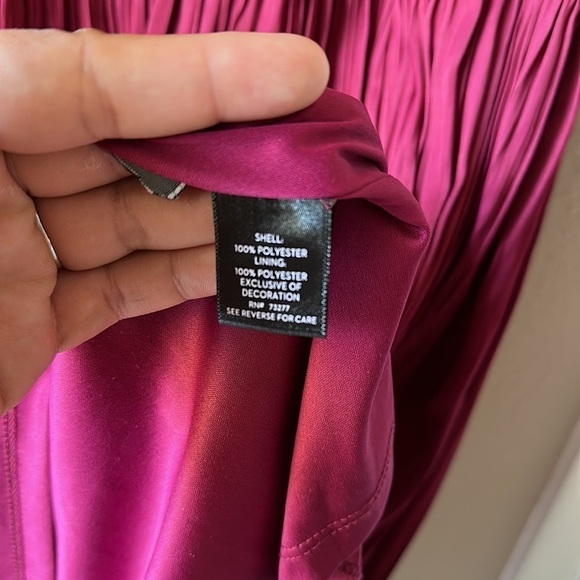 SHELL:
100% POLYESTER
LINING:
100% POLYESTER
EXCLUSIVE OF
DECORATION
RN# 73277
SEE REVERSE FOR CARE